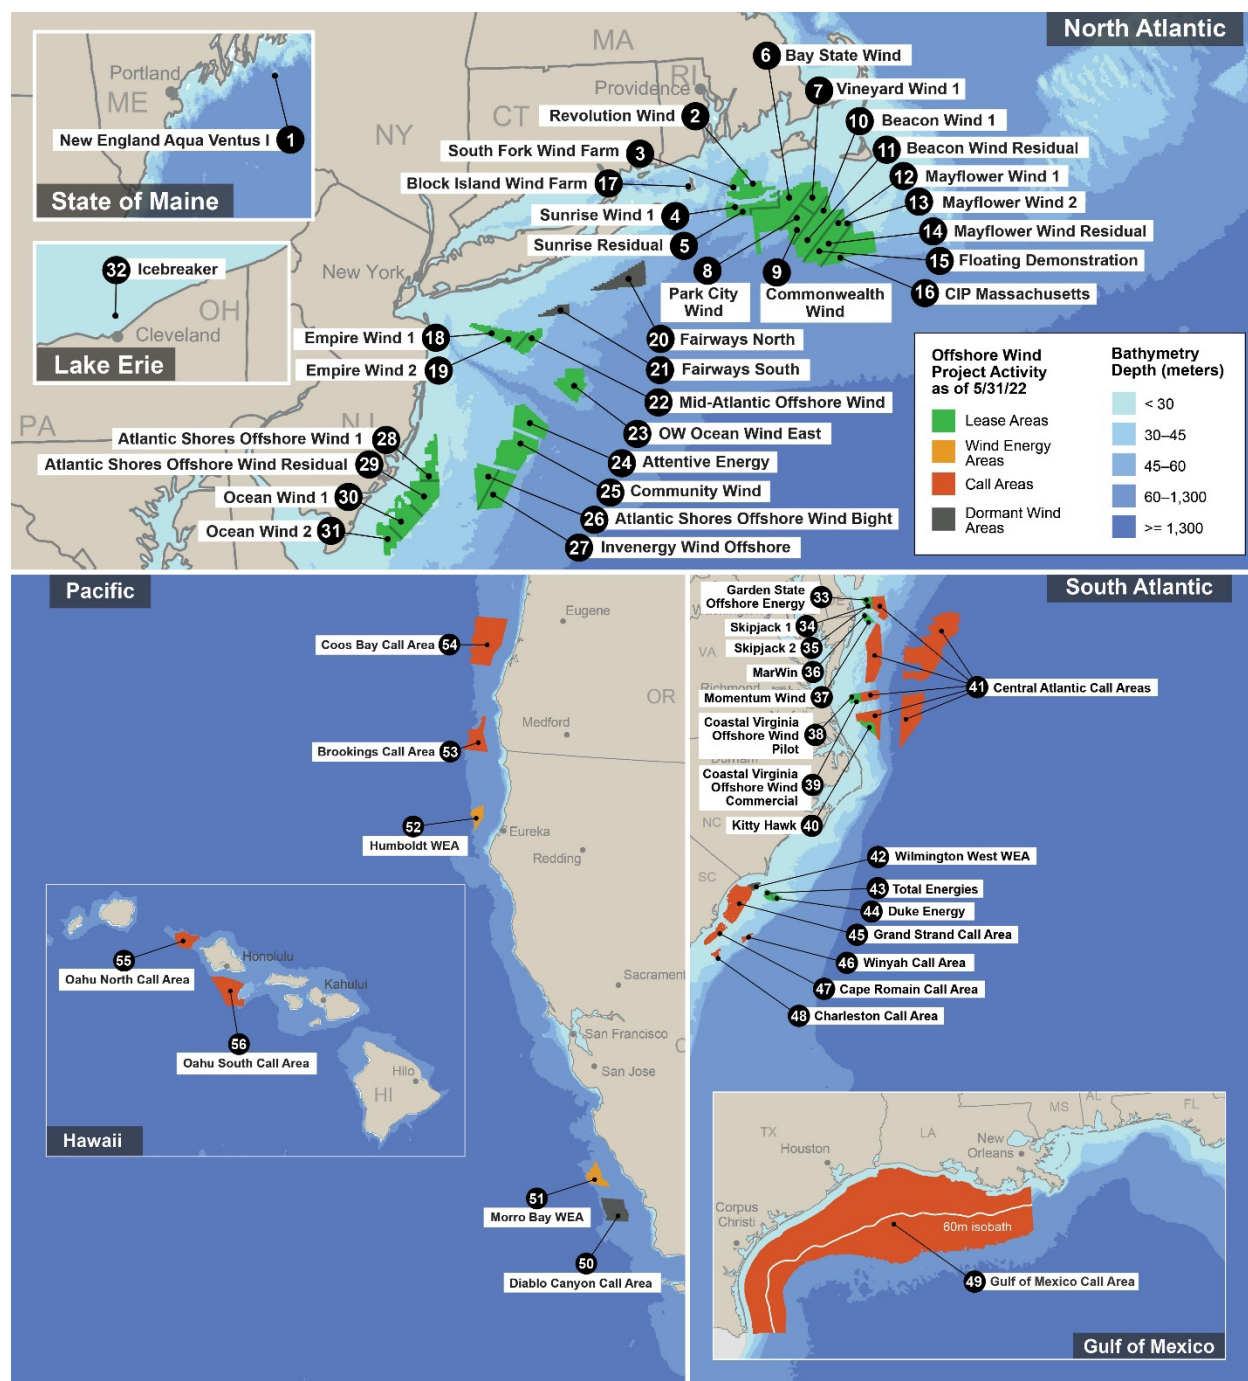 North Atlantic
MA
6 Bay State Wind
Portland
ME
RI
Providence
7 Vineyard Wind 1
CT
Revolution Wind 2
10 Beacon Wind 1
NY
New England Aqua Ventus I 1
South Fork Wind Farm 3
11 Beacon Wind Residual
Block Island Wind Farm 17
12 Mayflower Wind 1
State of Maine
13 Mayflower Wind 2
Sunrise Wind 1 4
14 Mayflower Wind Residual
Sunrise Residual 5
15 Floating Demonstration
32 Icebreaker
New York
8
Park City
Wind
9
Commonwealth
Wind
16 CIP Massachusetts
OH
Cleveland
Lake Erie
Empire Wind 1 18
20
Fairways North
Empire Wind 2 19
21
Fairways South
22
Mid-Atlantic Offshore Wind
PA
NJ
23
OW Ocean Wind East
Atlantic Shores Offshore Wind 1 28
24 Attentive Energy
Atlantic Shores Offshore Wind Residual 29
25 Community Wind
Ocean Wind 1 30
26 Atlantic Shores Offshore Wind Bight
Ocean Wind 2 31
27 Invenergy Wind Offshore
Offshore Wind
Project Activity
as of 5/31/22
Lease Areas
Wind Energy
Areas
Call Areas
Dormant Wind
Areas
Bathymetry
Depth (meters)
< 30
30–45
45–60
60–1,300
>= 1,300
Pacific
Eugene
Coos Bay Call Area 54
OR
Medford
Brookings Call Area 53
52
Humboldt WEA
Eureka
Redding
55
Oahu North Call Area
Honolulu
Kahului
56
Oahu South Call Area
Hilo
HI
Hawaii
Sacrament
San Francisco
C
San Jose
51
Morro Bay WEA
50
Diablo Canyon Call Area
South Atlantic
Garden State
Offshore Energy 33
Skipjack 1 34
VA
Skipjack 2 35
MarWin 36
Richmond
Momentum Wind 37
41 Central Atlantic Call Areas
Coastal Virginia
Offshore Wind
Pilot 38
Durham
Coastal Virginia
Offshore Wind
Commercial 39
NC
Kitty Hawk 40
42 Wilmington West WEA
SC
43 Total Energies
44 Duke Energy
45 Grand Strand Call Area
46 Winyah Call Area
47 Cape Romain Call Area
48 Charleston Call Area
MS
AL
FL
TX
LA
Houston
New
Orleans
Corpus
Christi
60m isobath
49 Gulf of Mexico Call Area
Gulf of Mexico